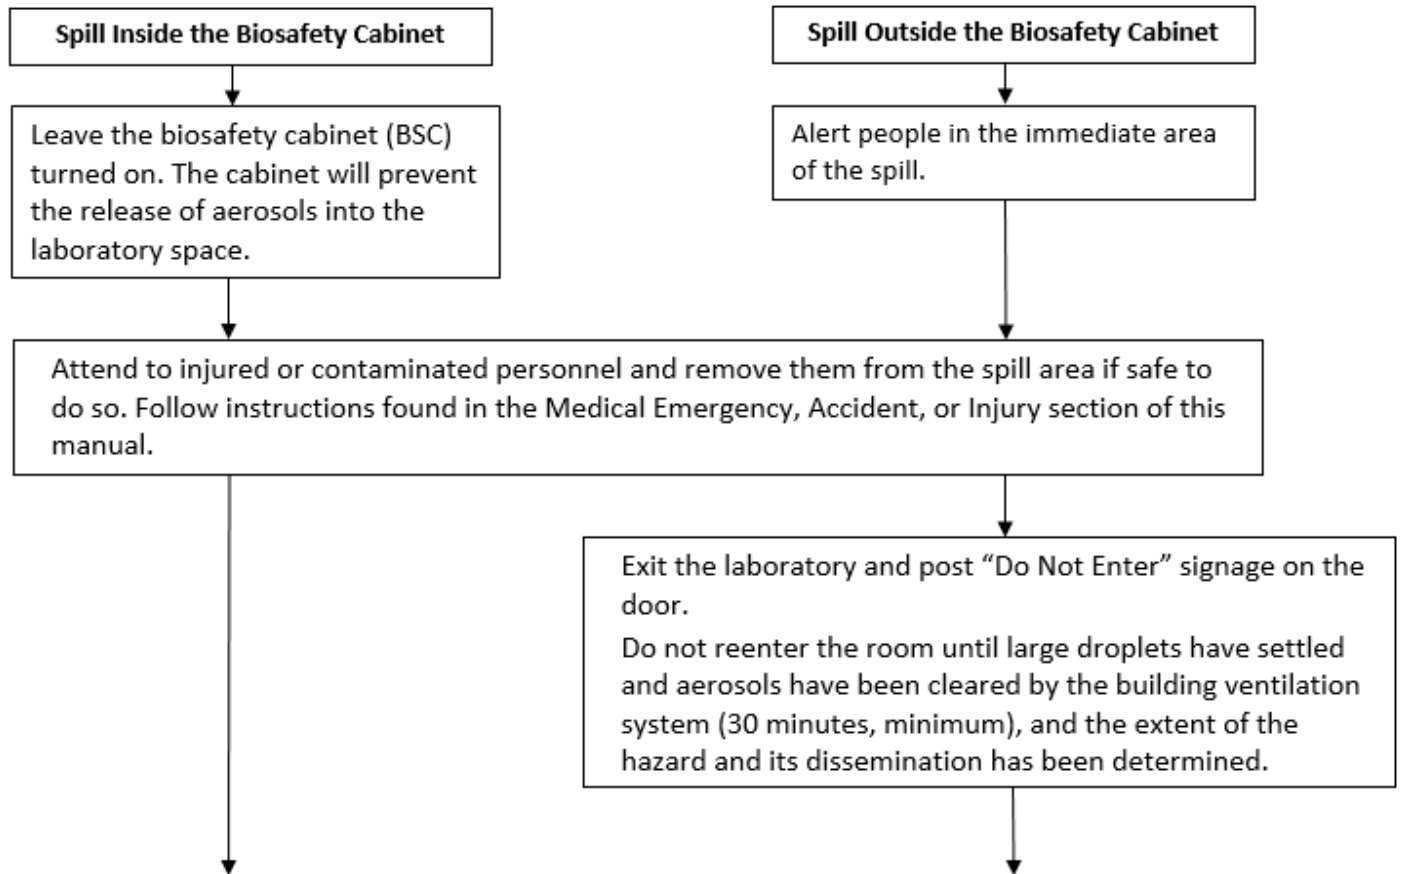 Spill Inside the Biosafety Cabinet
Spill Outside the Biosafety Cabinet
Leave the biosafety cabinet (BSC)
turned on. The cabinet will prevent
the release of aerosols into the
laboratory space.
Alert people in the immediate area
of the spill.
Attend to injured or contaminated personnel and remove them from the spill area if safe to
do so. Follow instructions found in the Medical Emergency, Accident, or Injury section of this
manual.
Exit the laboratory and post “Do Not Enter” signage on the
door.
Do not reenter the room until large droplets have settled
and aerosols have been cleared by the building ventilation
system (30 minutes, minimum), and the extent of the
hazard and its dissemination has been determined.